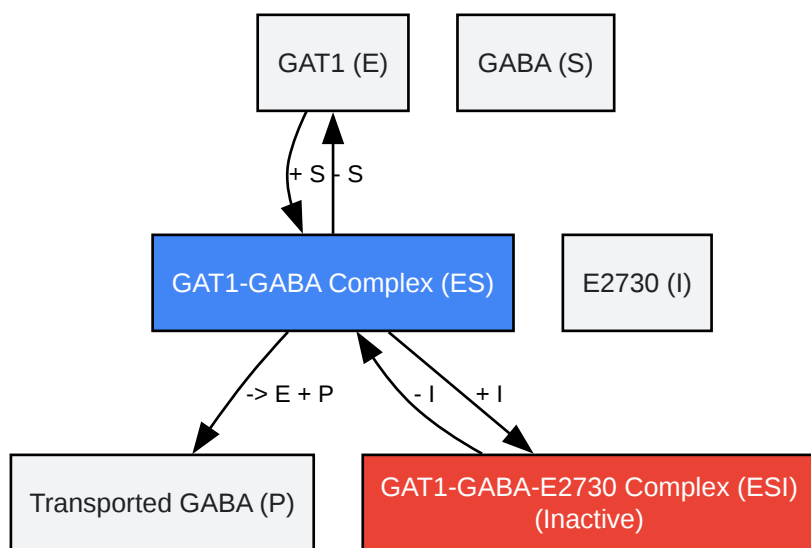 GAT1 (E)
GABA (S)
+ S
- S
GAT1-GABA Complex (ES)
E2730 (I)
-> E + P
- I
+ I
Transported GABA (P)
GAT1-GABA-E2730 Complex (ESI)
(Inactive)